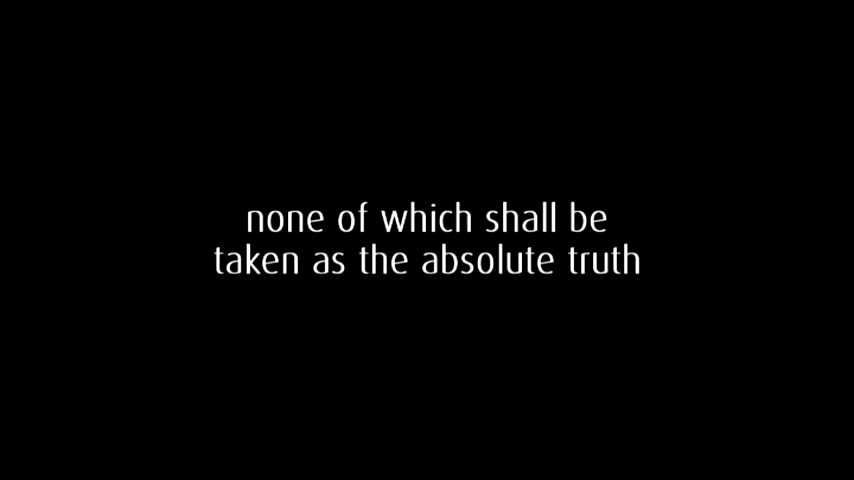 none of which shall be
taken as the absolute truth